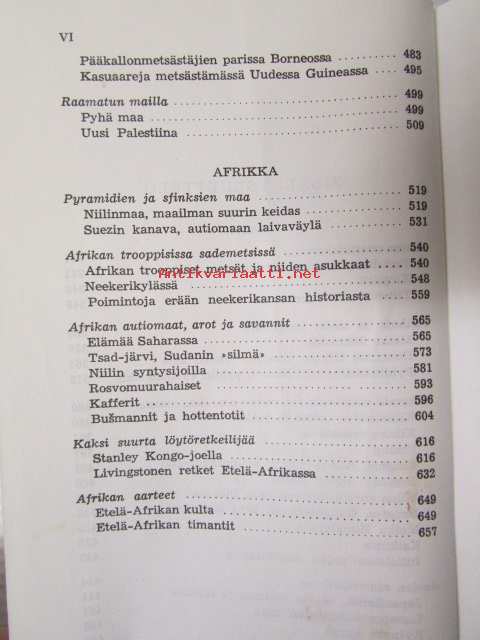 VI
Pääkallonmetsästäjien parissa Borneossa .......... 483
Kasuaareja metsästämässä Uudessa Guineassa .... 495
Raamatun mailla .......... 499
Pyhä maa .......... 499
Uusi Palestiina .......... 509
AFRIKKA
Pyramidien ja sfinksien maa .......... 519
Niilinmaa, maailman suurin keidas .......... 519
Suezin kanava, autiomaan laivaväylä .......... 531
Afrikan trooppisissa sademetsissä .......... 540
Afrikan trooppiset metsät ja niiden asukkaat .... 540
antikvariaatti.net
Neekerikylässä .......... 548
Poimintoja erään neekerikansan historiasta .... 559
Afrikan autiomaat, arot ja savannit .......... 565
Elämää Saharassa .......... 565
Tsad-järvi, Sudanin »silmä» .......... 573
Niilin syntysijoilla .......... 581
Rosvomuurahaiset .......... 593
Kafferit .......... 596
Bušmannit ja hottentotit .......... 604
Kaksi suurta löytöretkeilijää .......... 616
Stanley Kongo-joella .......... 616
Livingstonen retket Etelä-Afrikassa .......... 632
Afrikan aarteet .......... 649
Etelä-Afrikan kulta .......... 649
Etelä-Afrikan timantit .......... 657